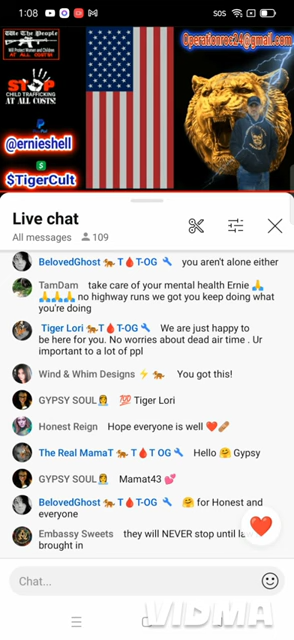 1:08
SOS
We The People
Will Protect Women and Children
AT ALL COSTS!
Operationroc24@gmail.com
STOP
CHILD TRAFFICKING
AT ALL COSTS!
@ernieshell
$TigerCult
Live chat
All messages 109
BelovedGhost 🐅 T🩸T-OG 🔧 you aren't alone either
TamDam take care of your mental health Ernie 🙏
🙏🙏🙏🙏 no highway runs we got you keep doing what
you're doing
Tiger Lori 🐅T🩸T-OG🔧 We are just happy to
be here for you. No worries about dead air time . Ur
important to a lot of ppl
Wind & Whim Designs ⚡ 🐅 You got this!
GYPSY SOUL 💯 Tiger Lori
Honest Reign Hope everyone is well ❤️🩹
The Real MamaT 🐅 T🩸T OG🔧 Hello 🤗 Gypsy
GYPSY SOUL Mamat43 💕
BelovedGhost 🐅 T🩸T-OG 🔧 🤗 for Honest and
everyone
Embassy Sweets they will NEVER stop until la
brought in
Chat...
VIDMA